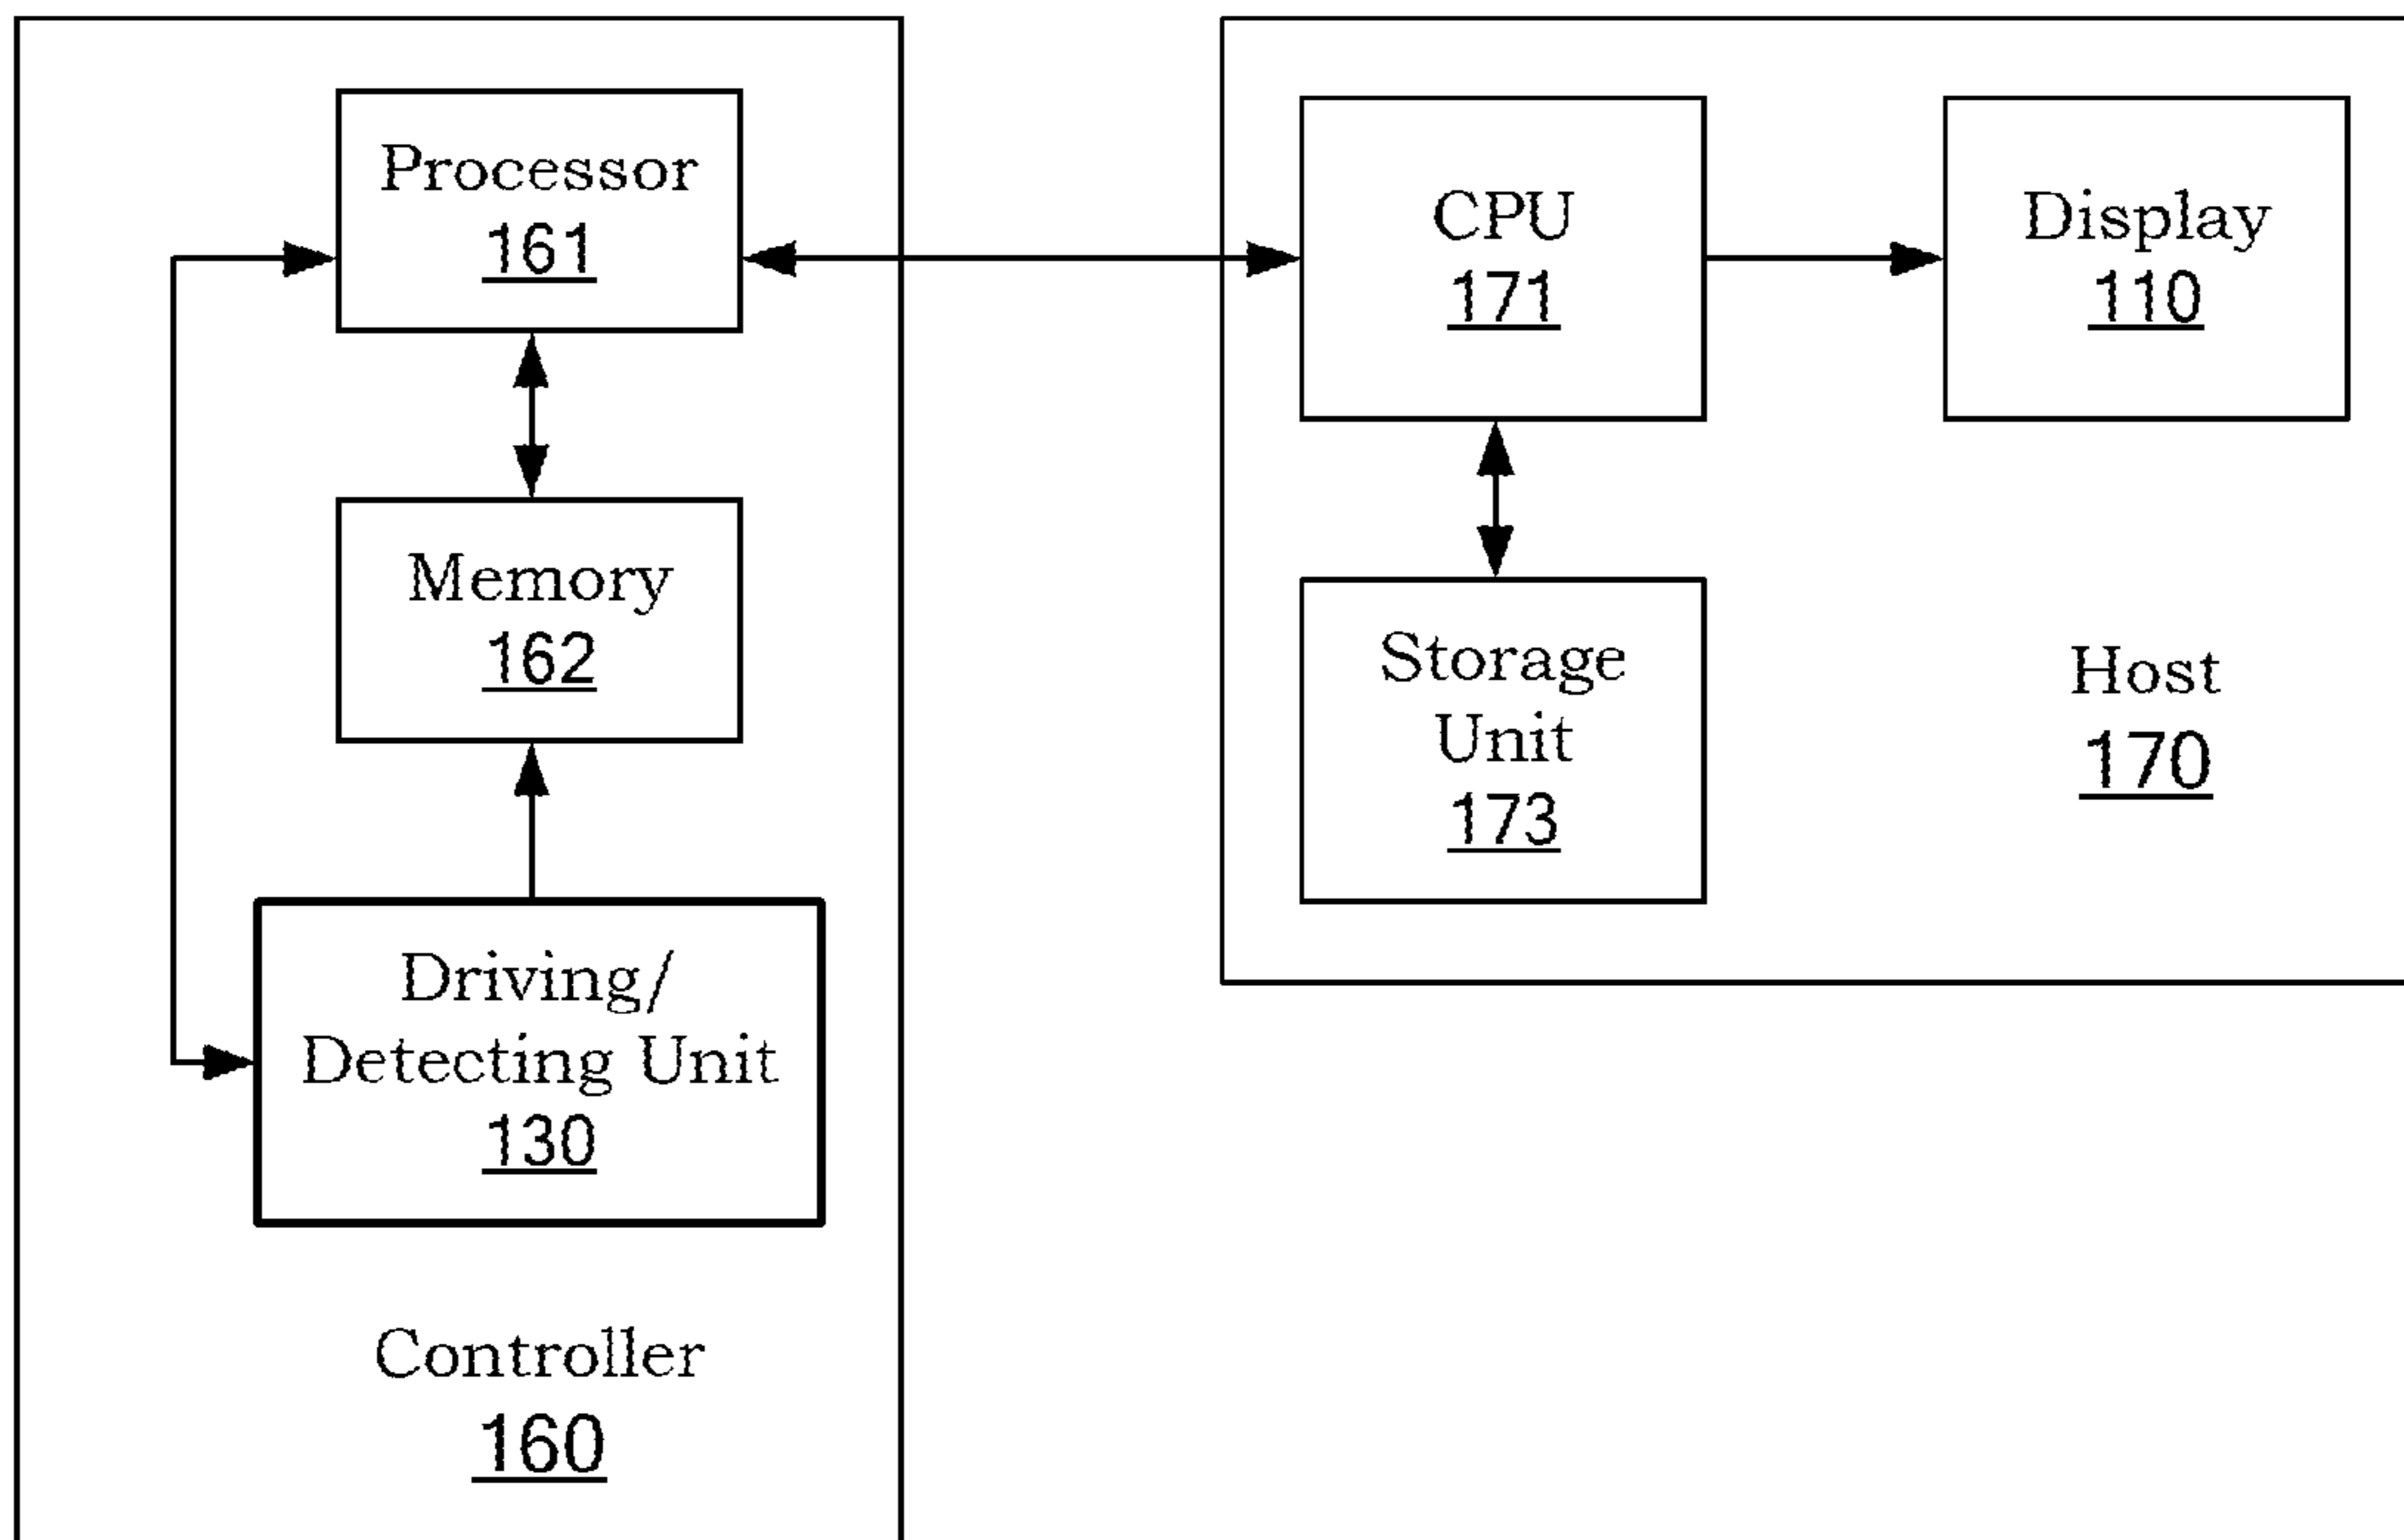 Processor
161
Memory
162
Driving/
Detecting Unit
130
Controller
160
CPU
171
Display
110
Storage
Unit
173
Host
170